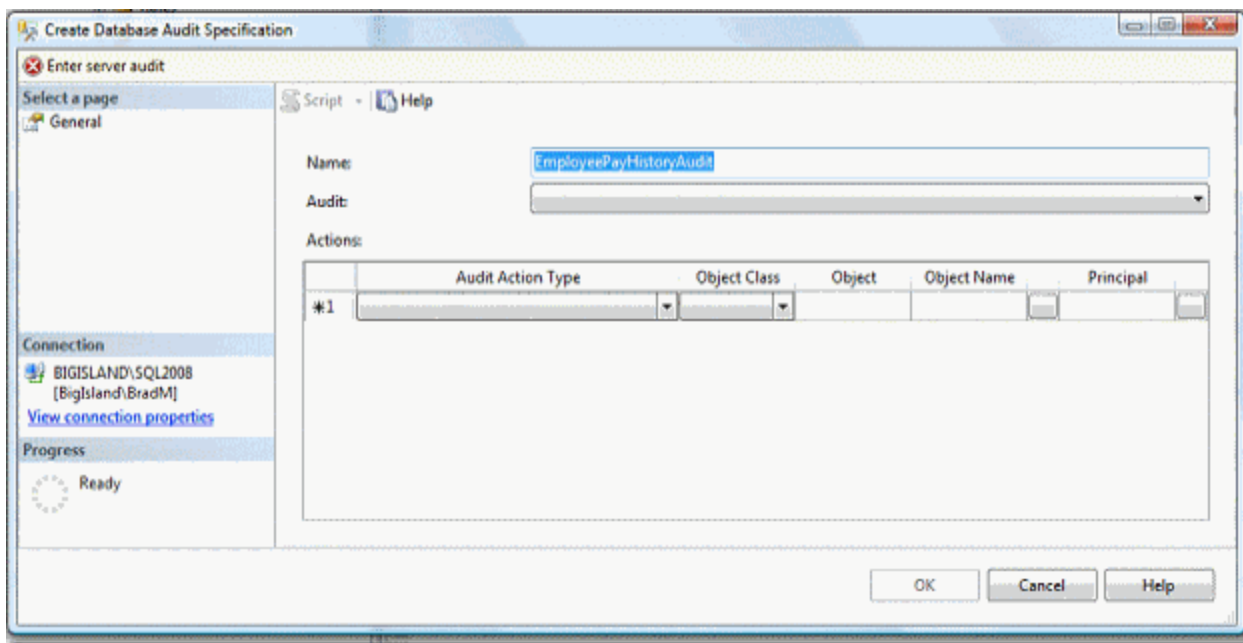 Create Database Audit Specification
Enter server audit
Select a page
General
Script
Help
Name:
EmployeePayHistoryAudit
Audit:
Actions:
Audit Action Type Object Class Object Object Name Principal
*1
Connection
BIGISLAND\SQL2008
[BigIsland\BradM]
View connection properties
Progress
Ready
OK Cancel Help